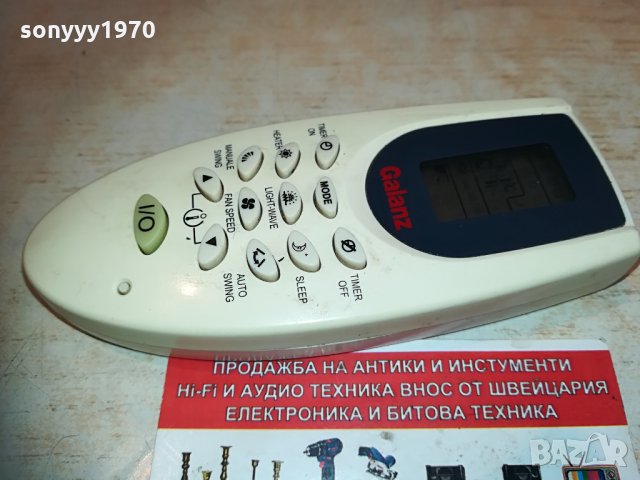 sonyyy1970
Galanz
TIMER
ON
HEATER
MANUALE
SWING
MODE
LIGHT-WAVE
FAN SPEED
I/O
TIMER
OFF
SLEEP
AUTO
SWING
ПРОДАЖБА НА АНТИКИ И ИНСТУМЕНТИ
Hi-Fi И АУДИО ТЕХНИКА ВНОС ОТ ШВЕЙЦАРИЯ
ЕЛЕКТРОНИКА И БИТОВА ТЕХНИКА
BAZAR